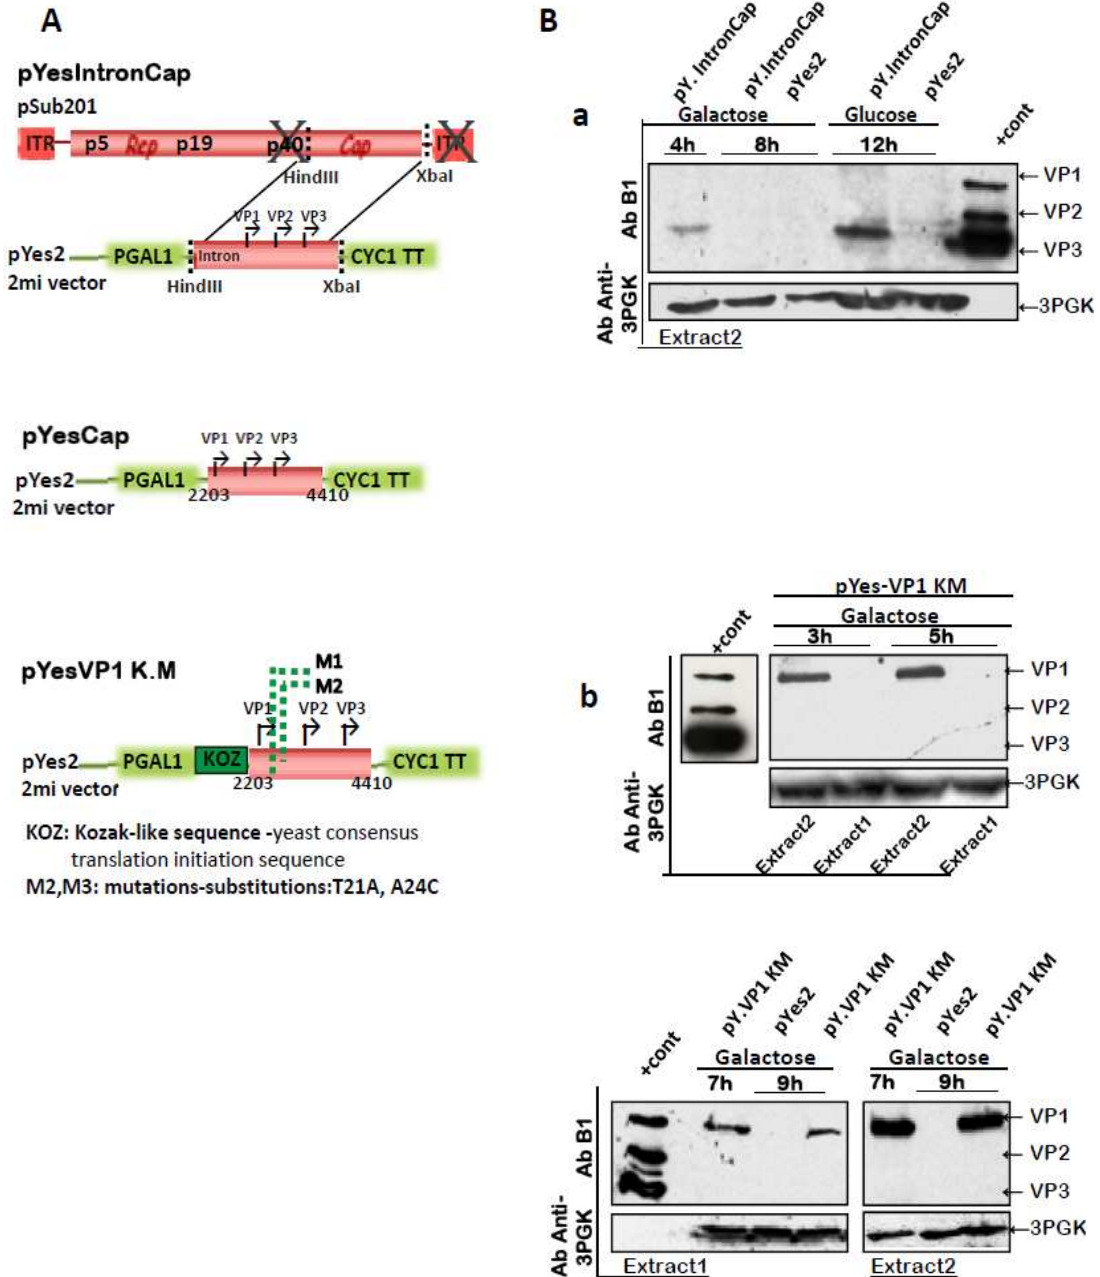 A
pYesIntronCap
pSub201
ITR p5 Rep p19 p40 Cap ITR
HindIII XbaI
VP1 VP2 VP3
pYes2 PGAL1 Intron CYC1 TT
2mi vector
HindIII XbaI
pYesCap
VP1 VP2 VP3
pYes2 PGAL1 CYC1 TT
2203 4410
2mi vector
pYesVP1 K.M
M1
M2
VP1 VP2 VP3
pYes2 PGAL1 KOZ CYC1 TT
2203 4410
2mi vector
KOZ: Kozak-like sequence -yeast consensus
translation initiation sequence
M2,M3: mutations-substitutions:T21A, A24C
B
a
pY. IntronCap pY.IntronCap pYes2 pY.IntronCap pYes2
Galactose Glucose +cont
4h 8h 12h
Ab B1
VP1
VP2
VP3
Ab Anti-
3PGK
3PGK
Extract2
b
pYes-VP1 KM
Galactose
+cont 3h 5h
Ab B1
VP1
VP2
VP3
Ab Anti-
3PGK
3PGK
Extract2 Extract1 Extract2 Extract1
pY.VP1 KM pYes2 pY.VP1 KM pY.VP1 KM pYes2 pY.VP1 KM
+cont Galactose Galactose
7h 9h 7h 9h
Ab B1
VP1
VP2
VP3
Ab Anti-
3PGK
3PGK
Extract1 Extract2